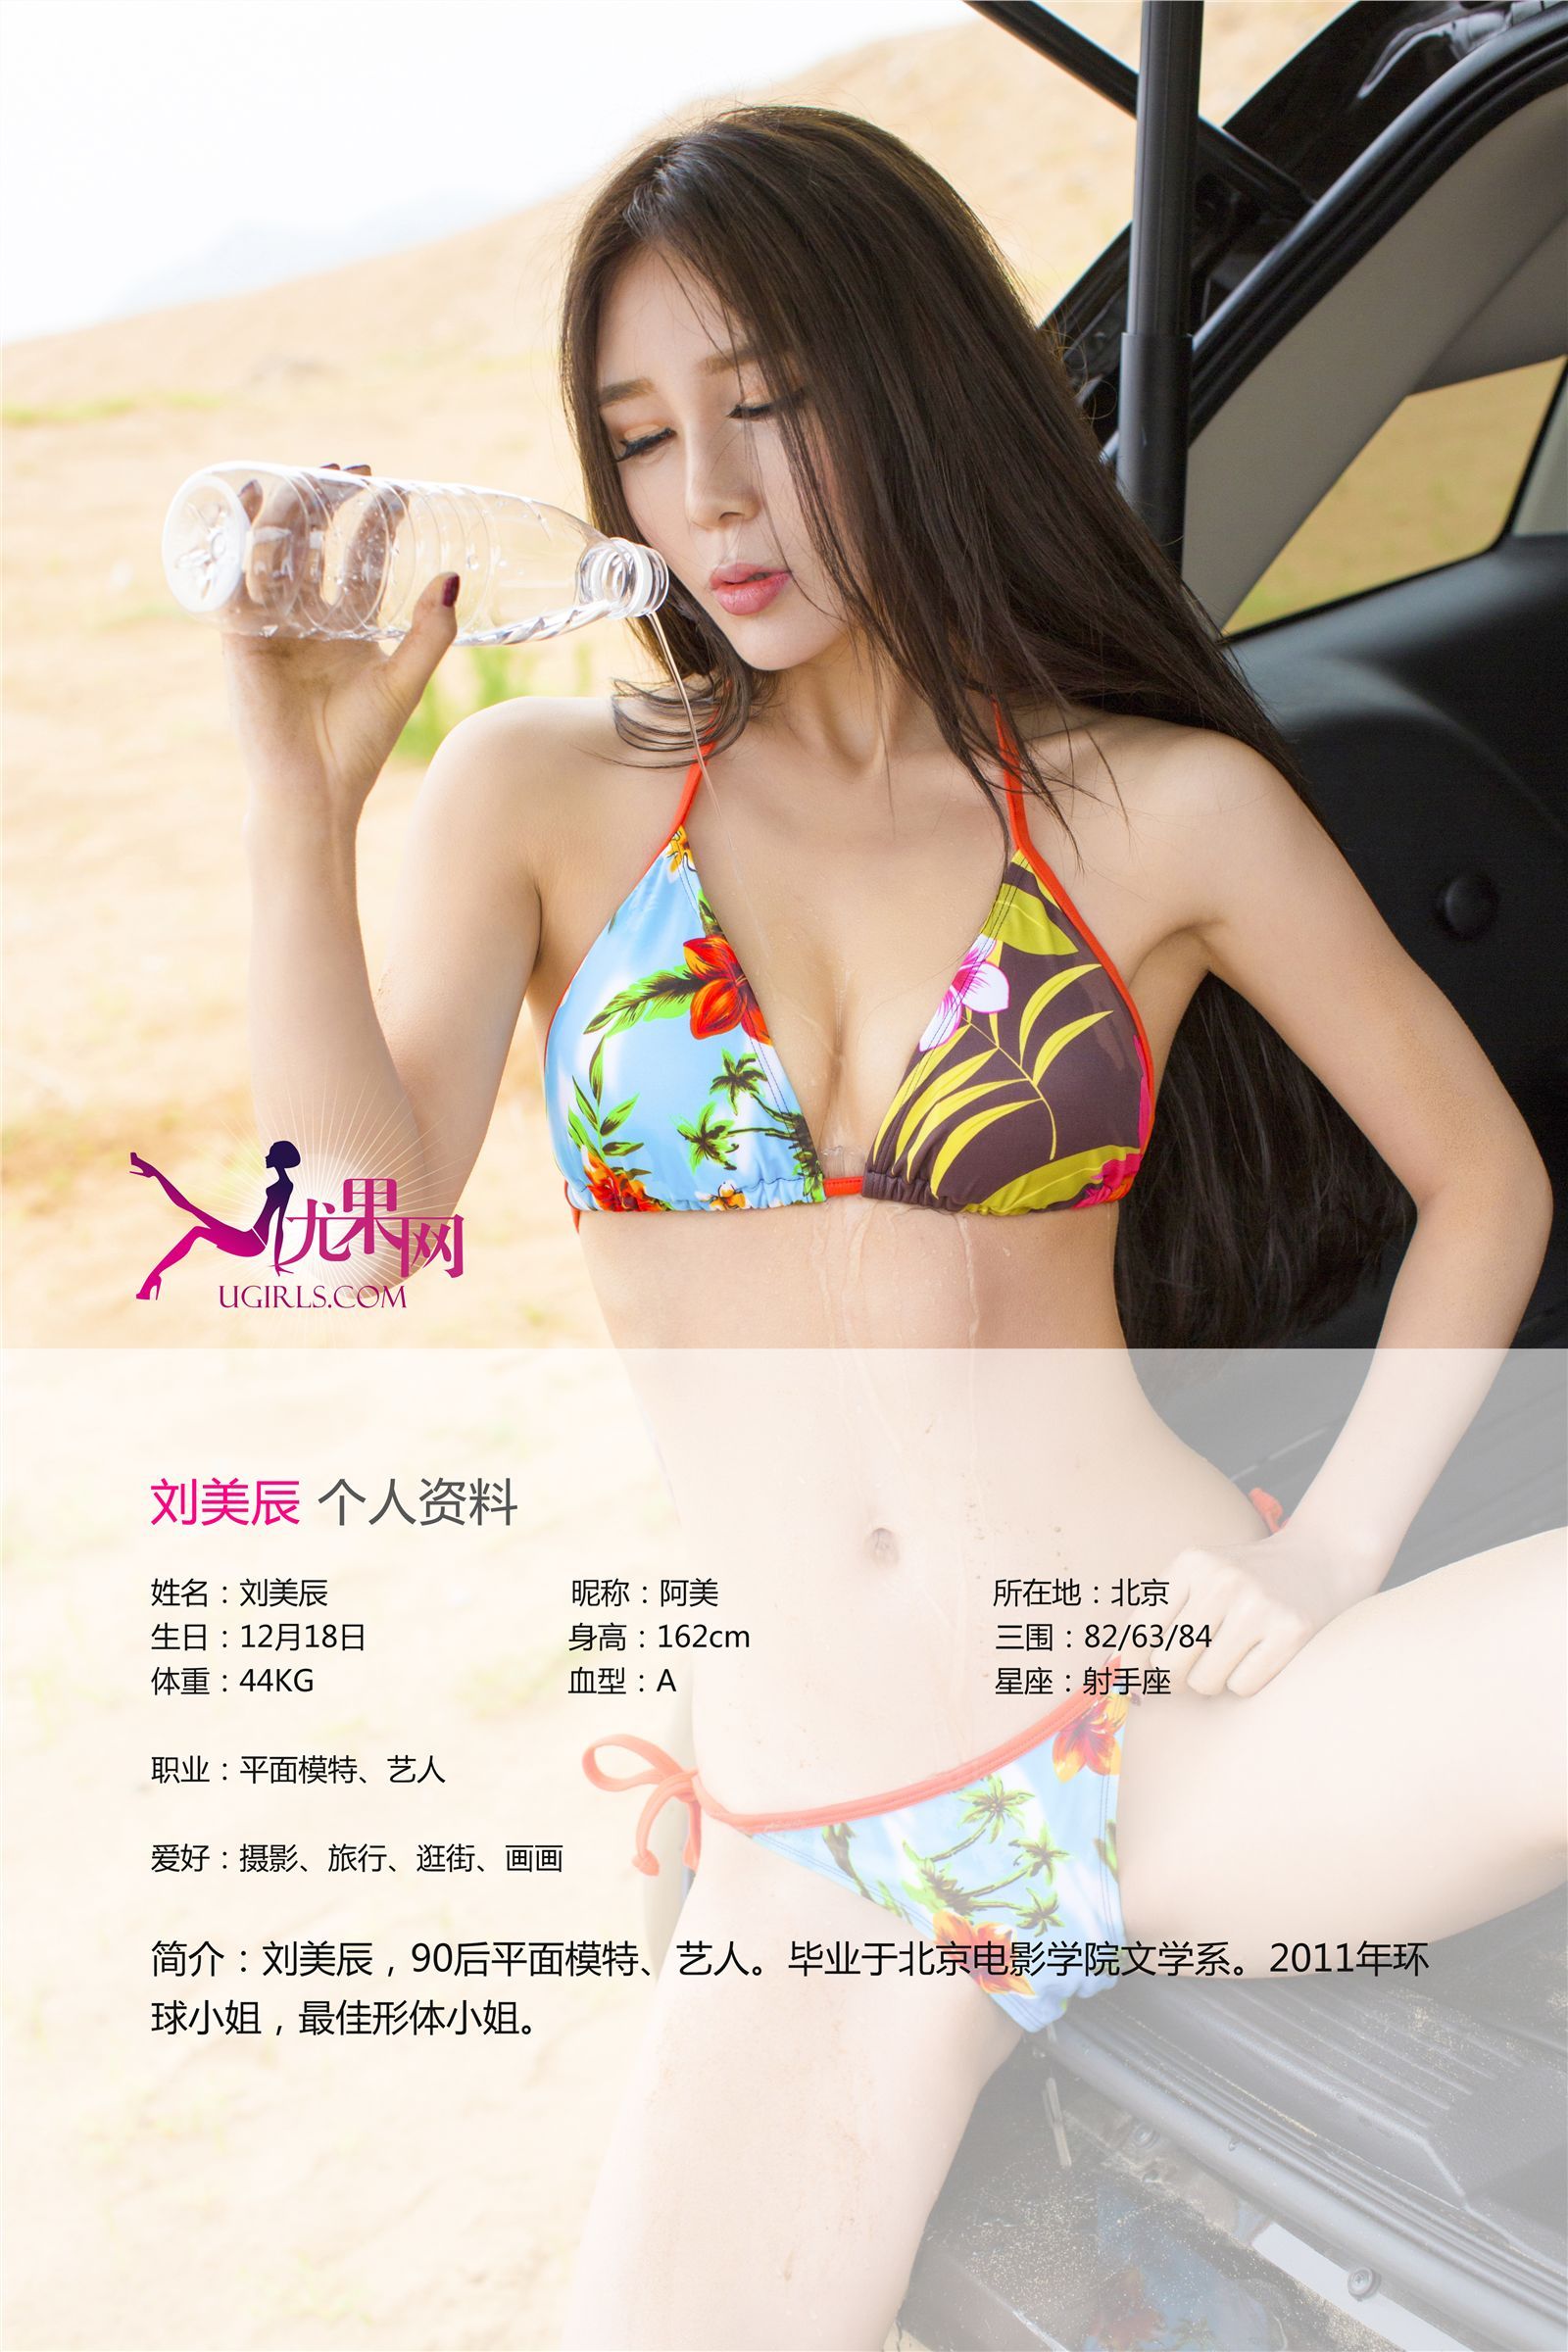 尤果网
UGIRLS.COM
刘美辰 个人资料
姓名：刘美辰 昵称：阿美 所在地：北京
生日：12月18日 身高：162cm 三围：82/63/84
体重：44KG 血型：A 星座：射手座
职业：平面模特、艺人
爱好：摄影、旅行、逛街、画画
简介：刘美辰，90后平面模特、艺人。毕业于北京电影学院文学系。2011年环
球小姐，最佳形体小姐。